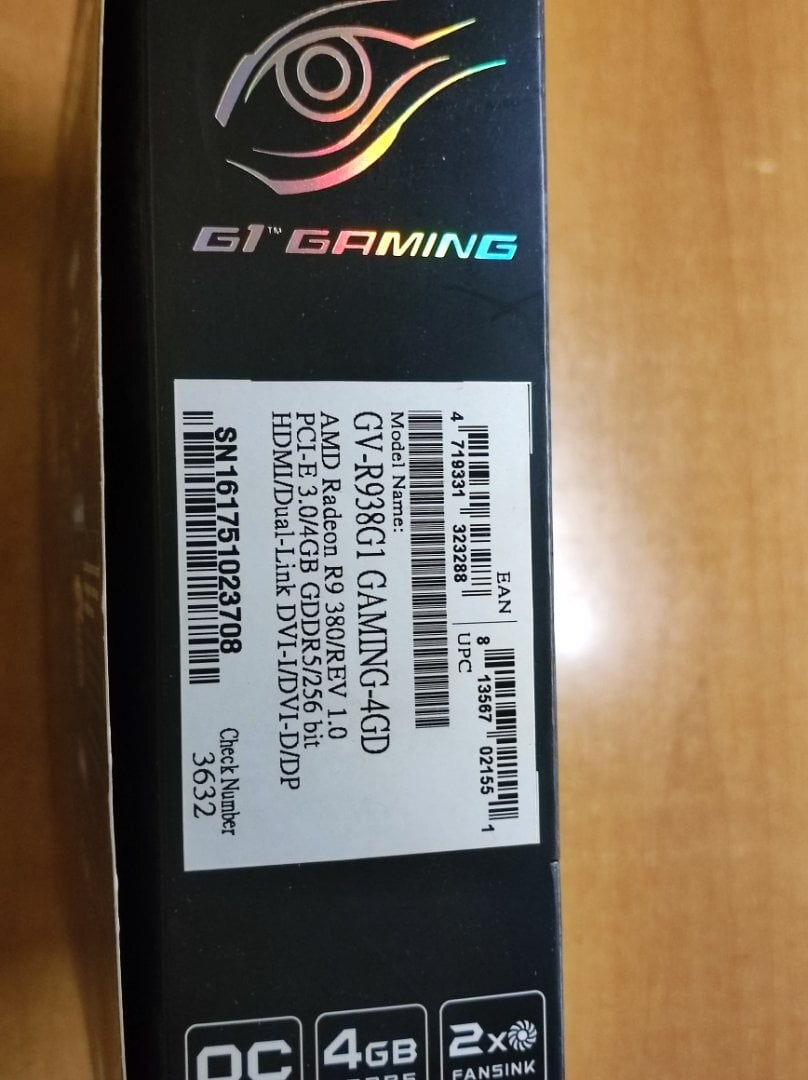 G1™ GAMING
EAN
4 719331 323288
UPC
8 13567 02155 1
Model Name:
GV-R938G1 GAMING-4GD
AMD Radeon R9 380/REV 1.0
PCI-E 3.0/4GB GDDR5/256 bit
HDMI/Dual-Link DVI-I/DVI-D/DP
SN161751023708
Check Number
3632
OC
4GB
2x
FANSINK